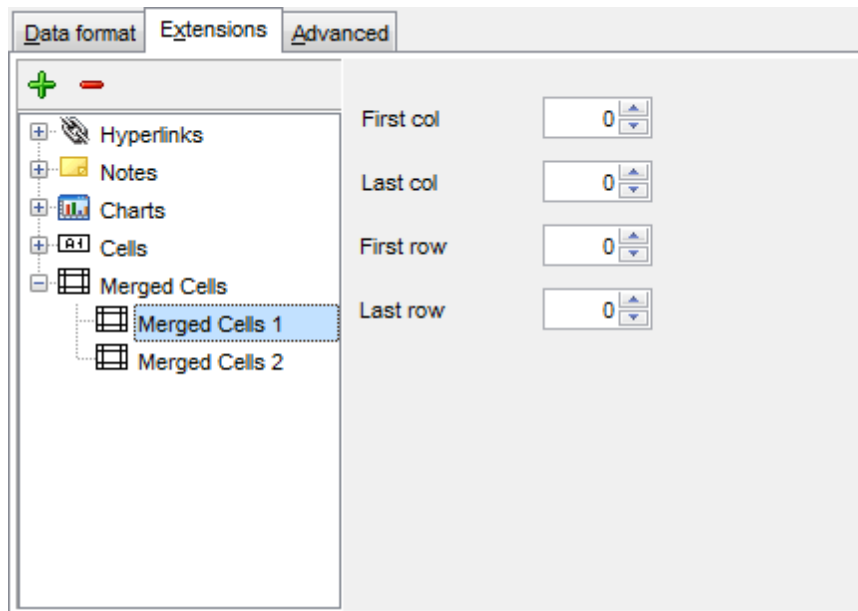 Data format Extensions Advanced
Hyperlinks
Notes
Charts
A1 Cells
Merged Cells
Merged Cells 1
Merged Cells 2
First col 0
Last col 0
First row 0
Last row 0